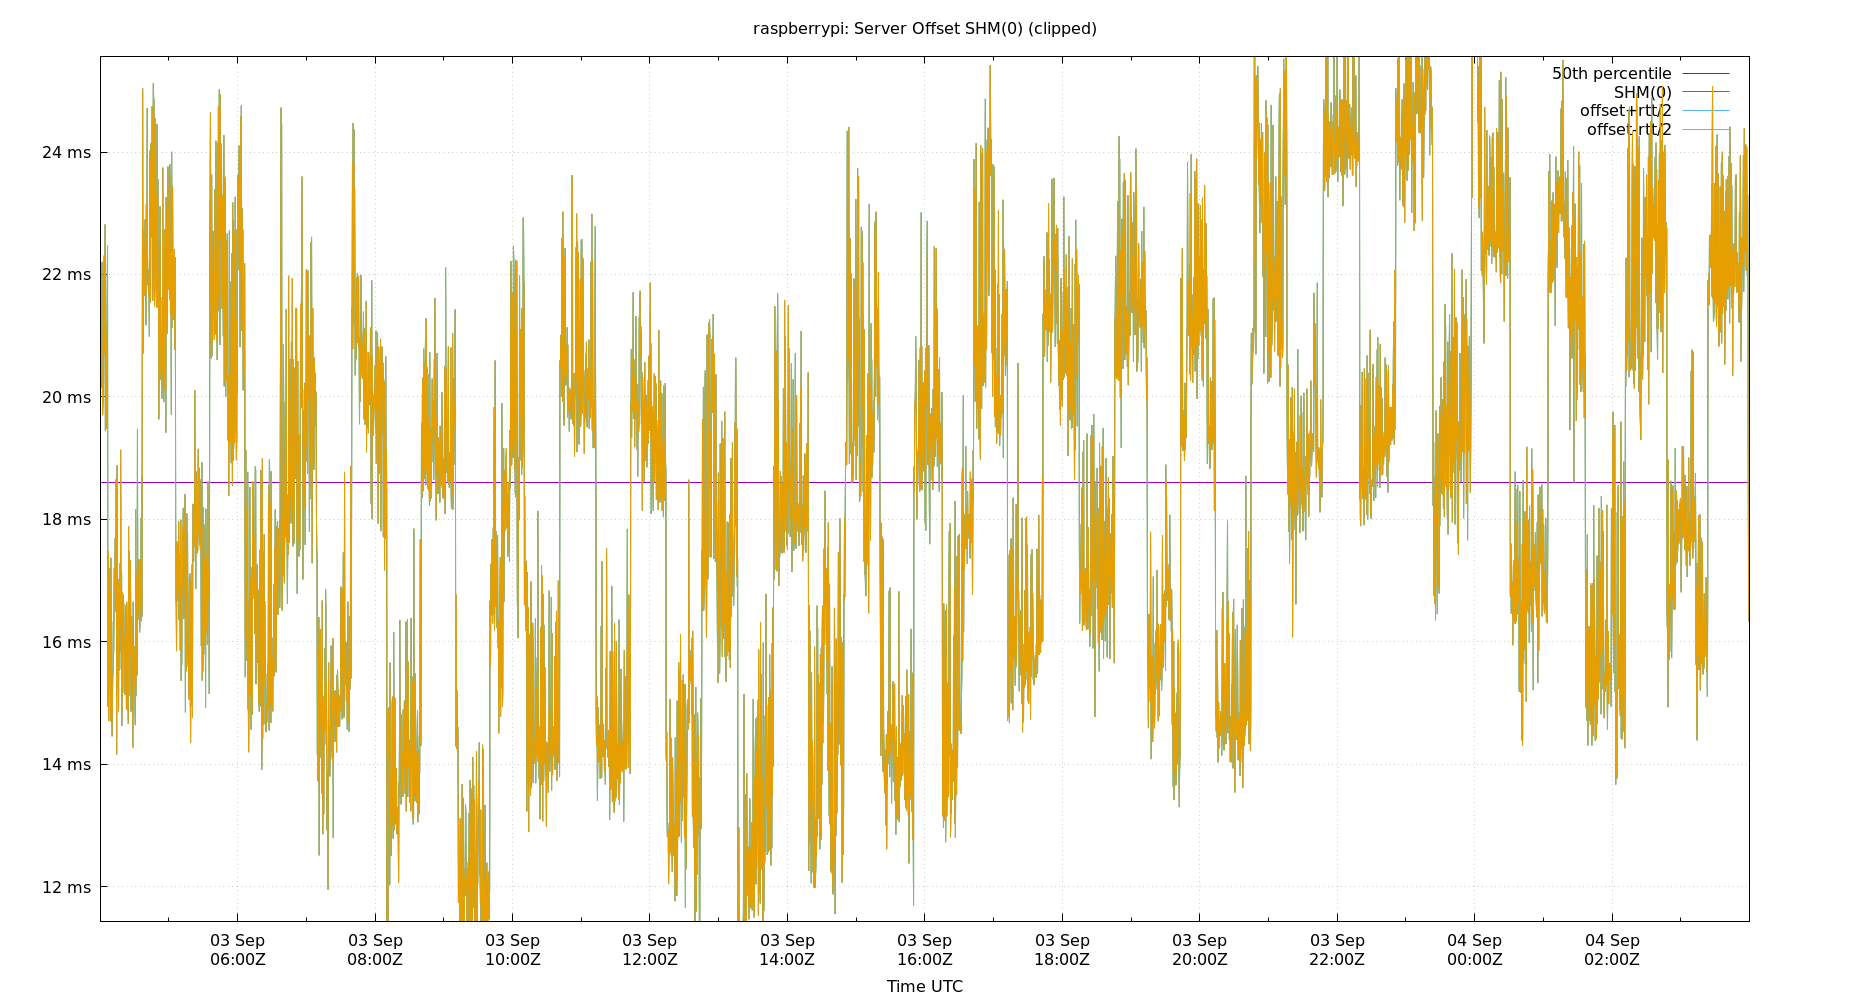 raspberrypi: Server Offset SHM(0) (clipped)
50th percentile
SHM(0)
offset+rtt/2
offset-rtt/2
24 ms
22 ms
20 ms
18 ms
16 ms
14 ms
12 ms
03 Sep 03 Sep 03 Sep 03 Sep 03 Sep 03 Sep 03 Sep 03 Sep 03 Sep 04 Sep 04 Sep
06:00Z 08:00Z 10:00Z 12:00Z 14:00Z 16:00Z 18:00Z 20:00Z 22:00Z 00:00Z 02:00Z
Time UTC